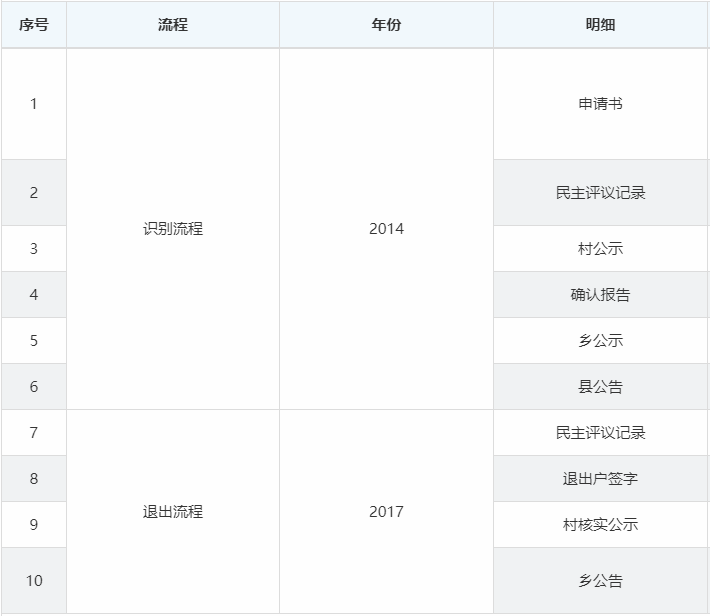 序号 流程 年份 明细
1 申请书
2 民主评议记录
识别流程 2014
3 村公示
4 确认报告
5 乡公示
6 县公告
7 民主评议记录
8 退出户签字
退出流程 2017
9 村核实公示
10 乡公告